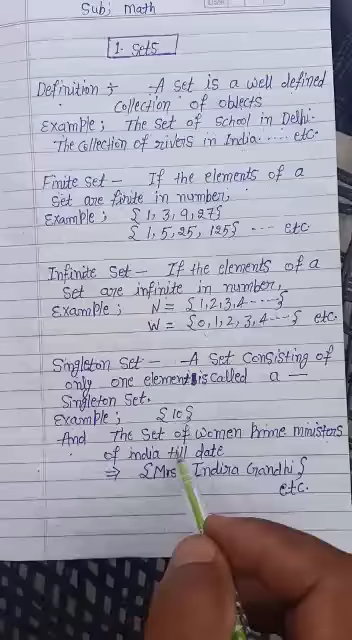 Sub; math
1. Sets
Definition :- A set is a well defined
Collection of objects
Example; The set of School in Delhi.
The Collection of rivers in India..... etc.
Finite Set - If the elements of a
Set are finite in number,
Example; {1, 3, 9, 27}
{1, 5, 25, 125} --- etc
Infinite Set - If the elements of a
Set are infinite in number,
Example; N = {1, 2, 3, 4-----}
W = {0, 1, 2, 3, 4---} etc
Singleton Set - A Set Consisting of
only one element is called a -
Singleton Set.
Example; {10}
And The Set of women Prime ministers
of india till date
⇒ {Mrs Indira Gandhi}
etc.